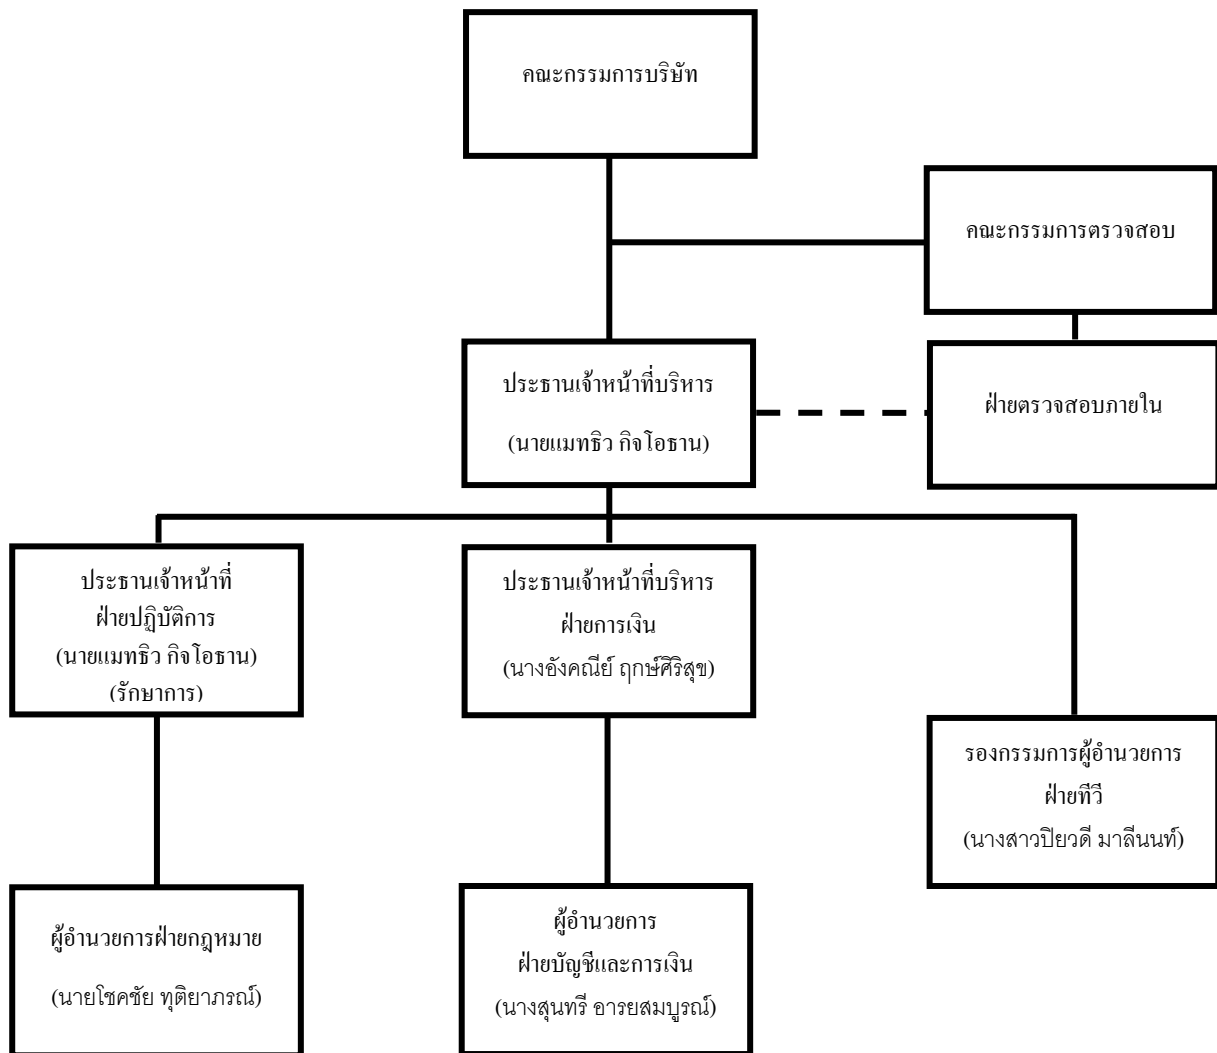 คณะกรรมการบริษัท
คณะกรรมการตรวจสอบ
ประธานเจ้าหน้าที่บริหาร
(นายแมทธิว กิจโอธาน)
ฝ่ายตรวจสอบภายใน
ประธานเจ้าหน้าที่
ฝ่ายปฏิบัติการ
(นายแมทธิว กิจโอธาน)
(รักษาการ)
ประธานเจ้าหน้าที่บริหาร
ฝ่ายการเงิน
(นางอังคณีย์ ฤกษ์ศิริสุข)
รองกรรมการผู้อำนวยการ
ฝ่ายทีวี
(นางสาวปิยวดี มาลีนนท์)
ผู้อำนวยการฝ่ายกฎหมาย
(นายโชคชัย ทุติยาภรณ์)
ผู้อำนวยการ
ฝ่ายบัญชีและการเงิน
(นางสุนทรี อารยสมบูรณ์)